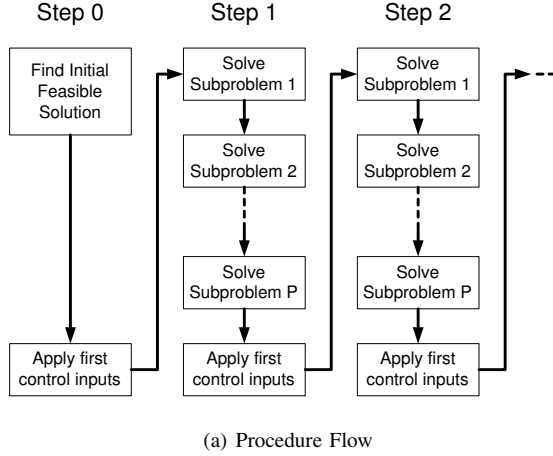 Step 0
Step 1
Step 2
Find Initial
Feasible
Solution
Apply first
control inputs
Solve
Subproblem 1
Solve
Subproblem 2
Solve
Subproblem P
Apply first
control inputs
Solve
Subproblem 1
Solve
Subproblem 2
Solve
Subproblem P
Apply first
control inputs
(a) Procedure Flow